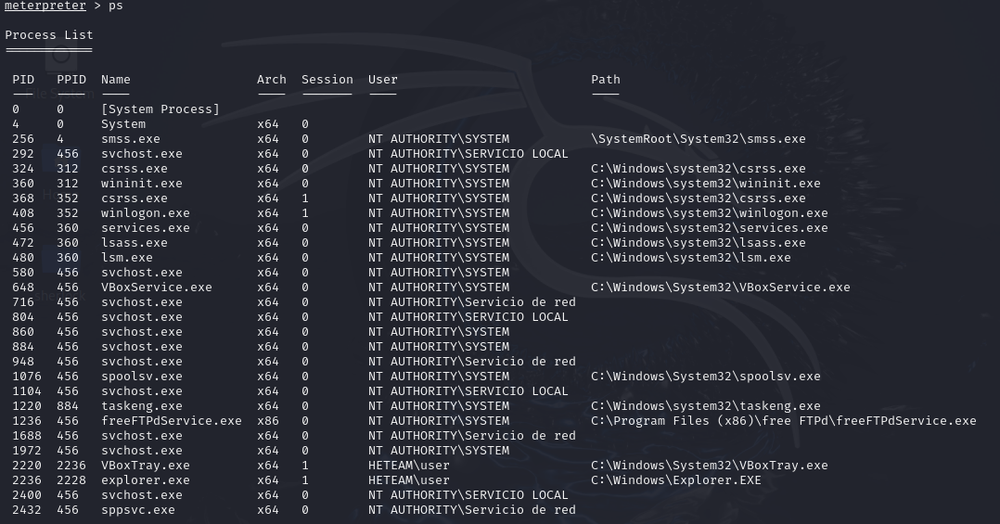 meterpreter > ps
Process List
PID PPID Name Arch Session User Path
0 0 [System Process]
4 0 System x64 0
256 4 smss.exe x64 0 NT AUTHORITY\SYSTEM \SystemRoot\System32\smss.exe
292 456 svchost.exe x64 0 NT AUTHORITY\SERVICIO LOCAL
324 312 csrss.exe x64 0 NT AUTHORITY\SYSTEM C:\Windows\system32\csrss.exe
360 312 wininit.exe x64 0 NT AUTHORITY\SYSTEM C:\Windows\system32\wininit.exe
368 352 csrss.exe x64 1 NT AUTHORITY\SYSTEM C:\Windows\system32\csrss.exe
408 352 winlogon.exe x64 1 NT AUTHORITY\SYSTEM C:\Windows\system32\winlogon.exe
456 360 services.exe x64 0 NT AUTHORITY\SYSTEM C:\Windows\system32\services.exe
472 360 lsass.exe x64 0 NT AUTHORITY\SYSTEM C:\Windows\system32\lsass.exe
480 360 lsm.exe x64 0 NT AUTHORITY\SYSTEM C:\Windows\system32\lsm.exe
580 456 svchost.exe x64 0 NT AUTHORITY\SYSTEM
648 456 VBoxService.exe x64 0 NT AUTHORITY\SYSTEM C:\Windows\System32\VBoxService.exe
716 456 svchost.exe x64 0 NT AUTHORITY\Servicio de red
804 456 svchost.exe x64 0 NT AUTHORITY\SERVICIO LOCAL
860 456 svchost.exe x64 0 NT AUTHORITY\SYSTEM
884 456 svchost.exe x64 0 NT AUTHORITY\SYSTEM
948 456 svchost.exe x64 0 NT AUTHORITY\Servicio de red
1076 456 spoolsv.exe x64 0 NT AUTHORITY\SYSTEM C:\Windows\System32\spoolsv.exe
1104 456 svchost.exe x64 0 NT AUTHORITY\SERVICIO LOCAL
1220 884 taskeng.exe x64 0 NT AUTHORITY\SYSTEM C:\Windows\system32\taskeng.exe
1236 456 freeFTPdService.exe x86 0 NT AUTHORITY\SYSTEM C:\Program Files (x86)\free FTPd\freeFTPdService.exe
1688 456 svchost.exe x64 0 NT AUTHORITY\Servicio de red
1972 456 svchost.exe x64 0 NT AUTHORITY\SYSTEM
2220 2236 VBoxTray.exe x64 1 HETEAM\user C:\Windows\System32\VBoxTray.exe
2236 2228 explorer.exe x64 1 HETEAM\user C:\Windows\Explorer.EXE
2400 456 svchost.exe x64 0 NT AUTHORITY\SERVICIO LOCAL
2432 456 sppsvc.exe x64 0 NT AUTHORITY\Servicio de red